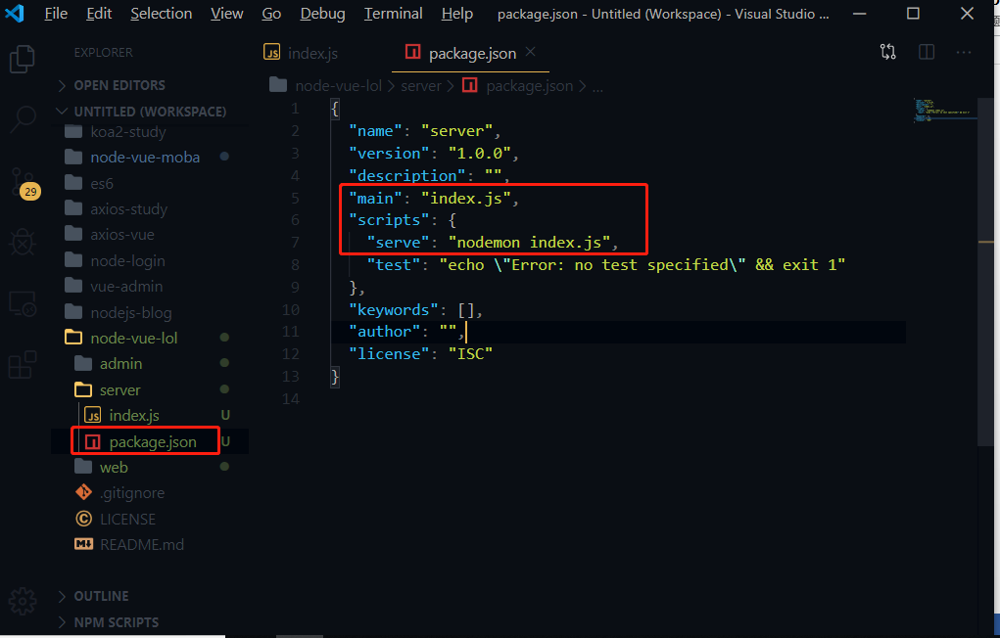 File Edit Selection View Go Debug Terminal Help package.json - Untitled (Workspace) - Visual Studio ...
EXPLORER
OPEN EDITORS
UNTITLED (WORKSPACE)
koa2-study
node-vue-moba
es6
axios-study
axios-vue
node-login
vue-admin
nodejs-blog
node-vue-lol
admin
server
JS index.js U
package.json U
web
.gitignore
LICENSE
README.md
OUTLINE
NPM SCRIPTS
29
JS index.js package.json
node-vue-lol > server > package.json > ...
1 {
2 "name": "server",
3 "version": "1.0.0",
4 "description": "",
5 "main": "index.js",
6 "scripts": {
7 "serve": "nodemon index.js",
8 "test": "echo \"Error: no test specified\" && exit 1"
9 },
10 "keywords": [],
11 "author": "",
12 "license": "ISC"
13 }
14